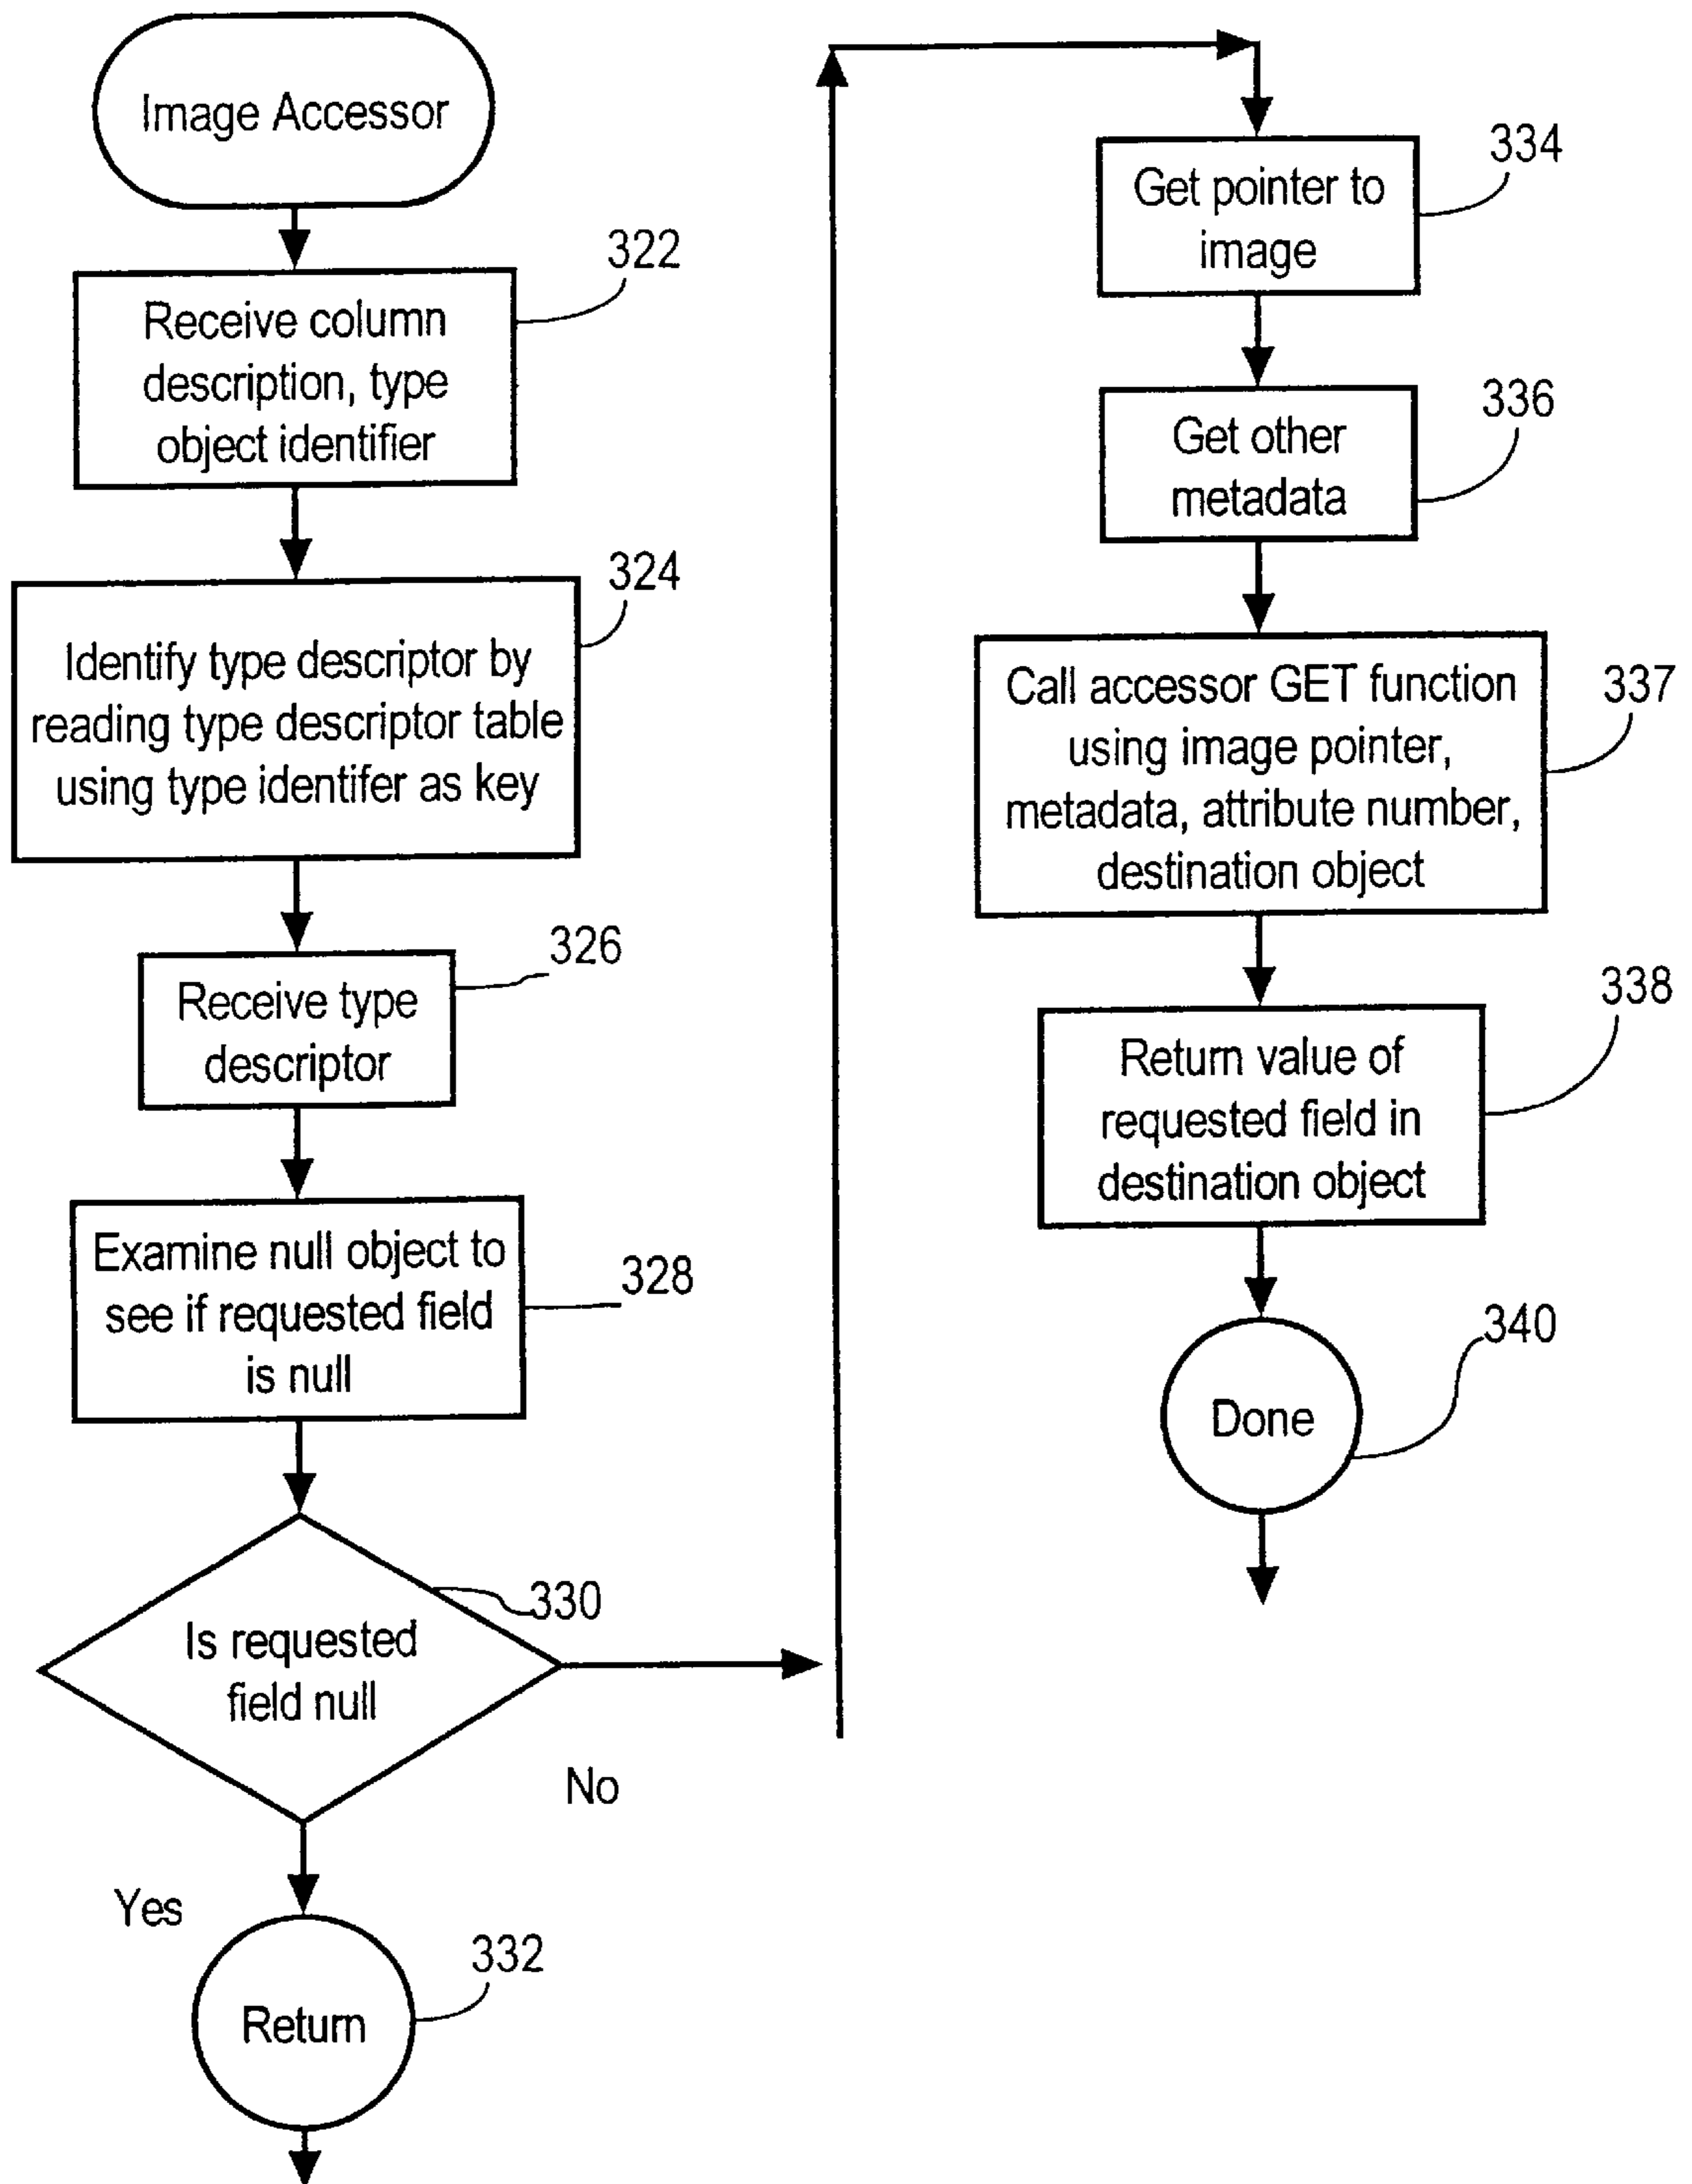 Image Accessor
322
Receive column
description, type
object identifier
324
Identify type descriptor by
reading type descriptor table
using type identifer as key
326
Receive type
descriptor
Examine null object to
see if requested field
is null
328
330
Is requested
field null
No
Yes
332
Return
334
Get pointer to
image
336
Get other
metadata
Call accessor GET function
using image pointer,
metadata, attribute number,
destination object
337
338
Return value of
requested field in
destination object
340
Done